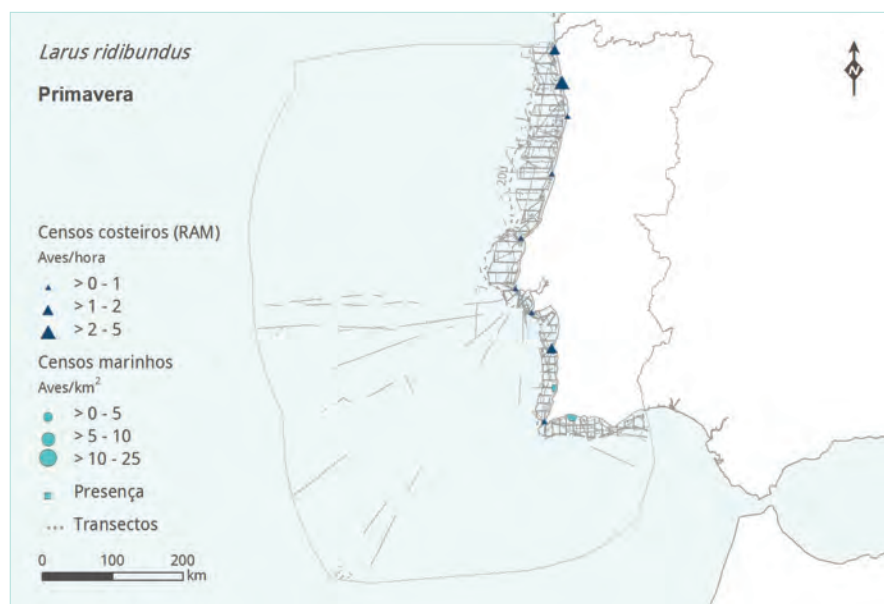 Larus ridibundus
Primavera
N
200
Censos costeiros (RAM)
Aves/hora
> 0 - 1
> 1 - 2
> 2 - 5
Censos marinhos
Aves/km²
> 0 - 5
> 5 - 10
> 10 - 25
Presença
Transectos
0 100 200
km